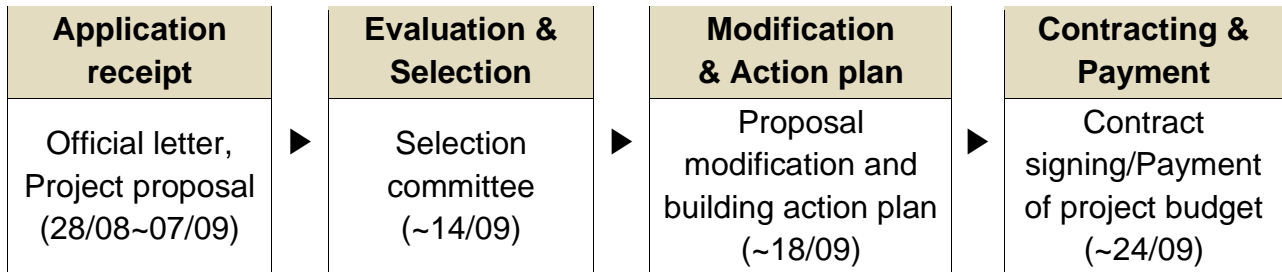 Application
receipt
Official letter,
Project proposal
(28/08~07/09)
Evaluation &
Selection
Selection
committee
(~14/09)
Modification
& Action plan
Proposal
modification and
building action plan
(~18/09)
Contracting &
Payment
Contract
signing/Payment
of project budget
(~24/09)